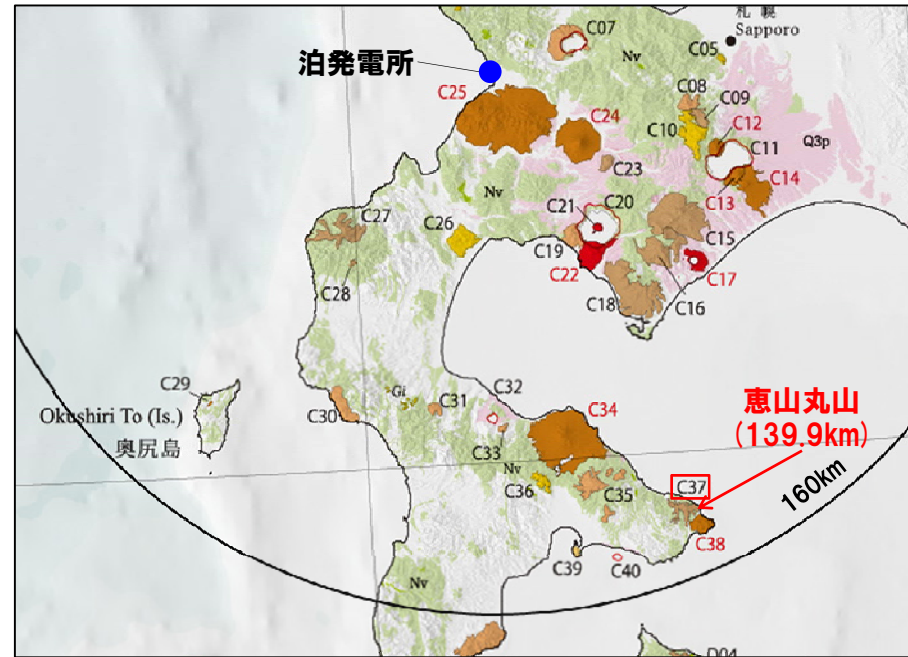 札幌
Sapporo
C07
C05
Nv
泊発電所
C25
C24
C08
C09
C10
C12
C11
Q3p
C23
C14
C13
Nv
C27
C26
C21
C20
C19
C15
C22
C17
C28
C18
C16
C29
Okushiri To (Is.)
奥尻島
C30
Gi
C31
C32
C34
C33
Nv
C36
C35
恵山丸山
(139.9km)
C37
160km
C38
C39
C40
Nv
D04